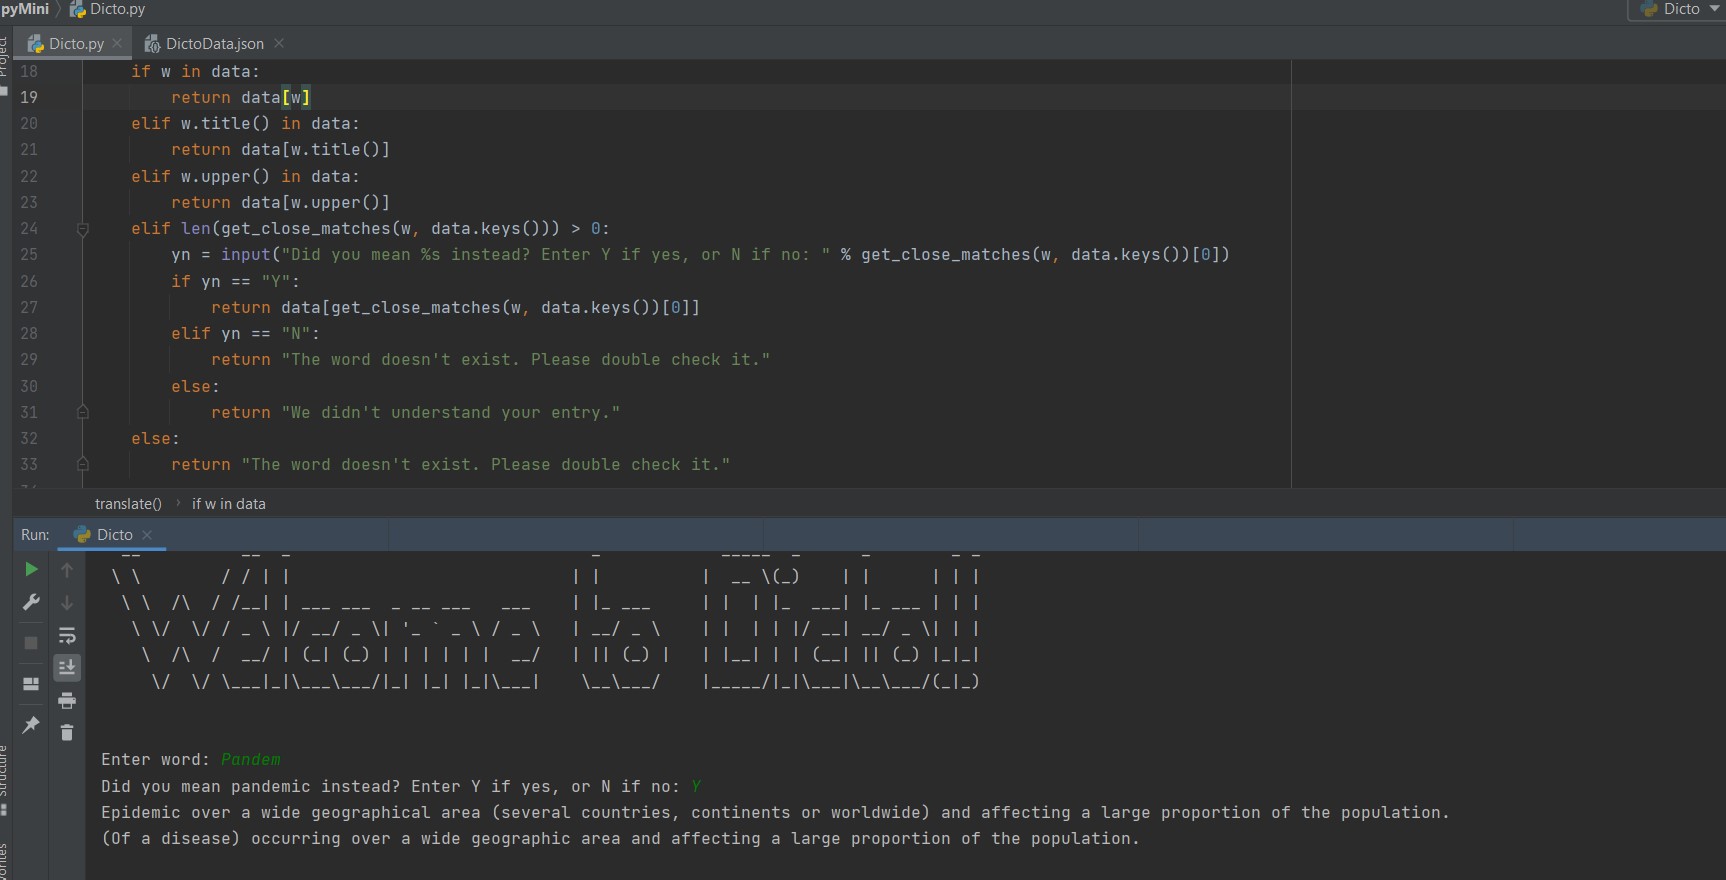 pyMini Dicto.py Dicto
Project
Dicto.py DictoData.json
18 if w in data:
19 return data[w]
20 elif w.title() in data:
21 return data[w.title()]
22 elif w.upper() in data:
23 return data[w.upper()]
24 elif len(get_close_matches(w, data.keys())) > 0:
25 yn = input("Did you mean %s instead? Enter Y if yes, or N if no: " % get_close_matches(w, data.keys())[0])
26 if yn == "Y":
27 return data[get_close_matches(w, data.keys())[0]]
28 elif yn == "N":
29 return "The word doesn't exist. Please double check it."
30 else:
31 return "We didn't understand your entry."
32 else:
33 return "The word doesn't exist. Please double check it."
translate() if w in data
Run: Dicto
Welcome to Dicto!!
Enter word: Pandem
Did you mean pandemic instead? Enter Y if yes, or N if no: Y
Epidemic over a wide geographical area (several countries, continents or worldwide) and affecting a large proportion of the population.
(Of a disease) occurring over a wide geographic area and affecting a large proportion of the population.
Structure